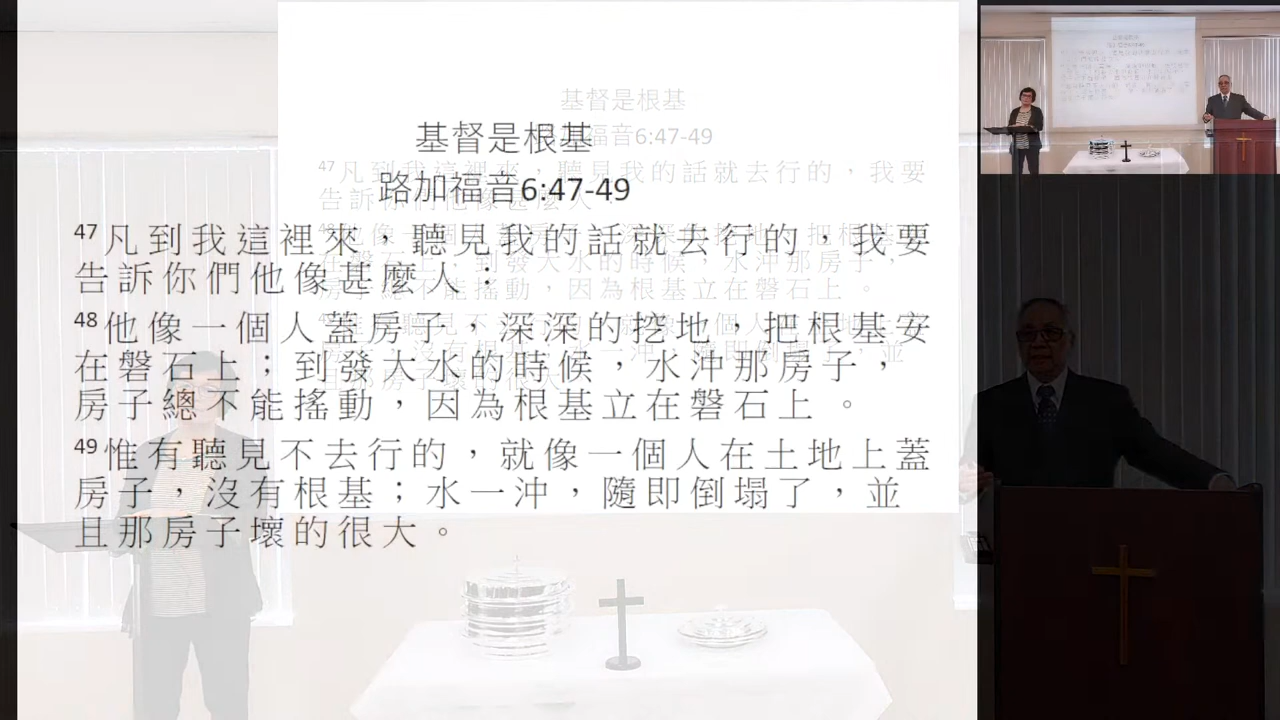 基督是根基
路加福音6:47-49
47凡到我這裡來，聽見我的話就去行的，我要
告訴你們他像甚麼人：
48他像一個人蓋房子，深深的挖地，把根基安
在磐石上；到發大水的時候，水沖那房子，
房子總不能搖動，因為根基立在磐石上。
49惟有聽見不去行的，就像一個人在土地上蓋
房子，沒有根基；水一沖，隨即倒塌了，並
且那房子壞的很大。